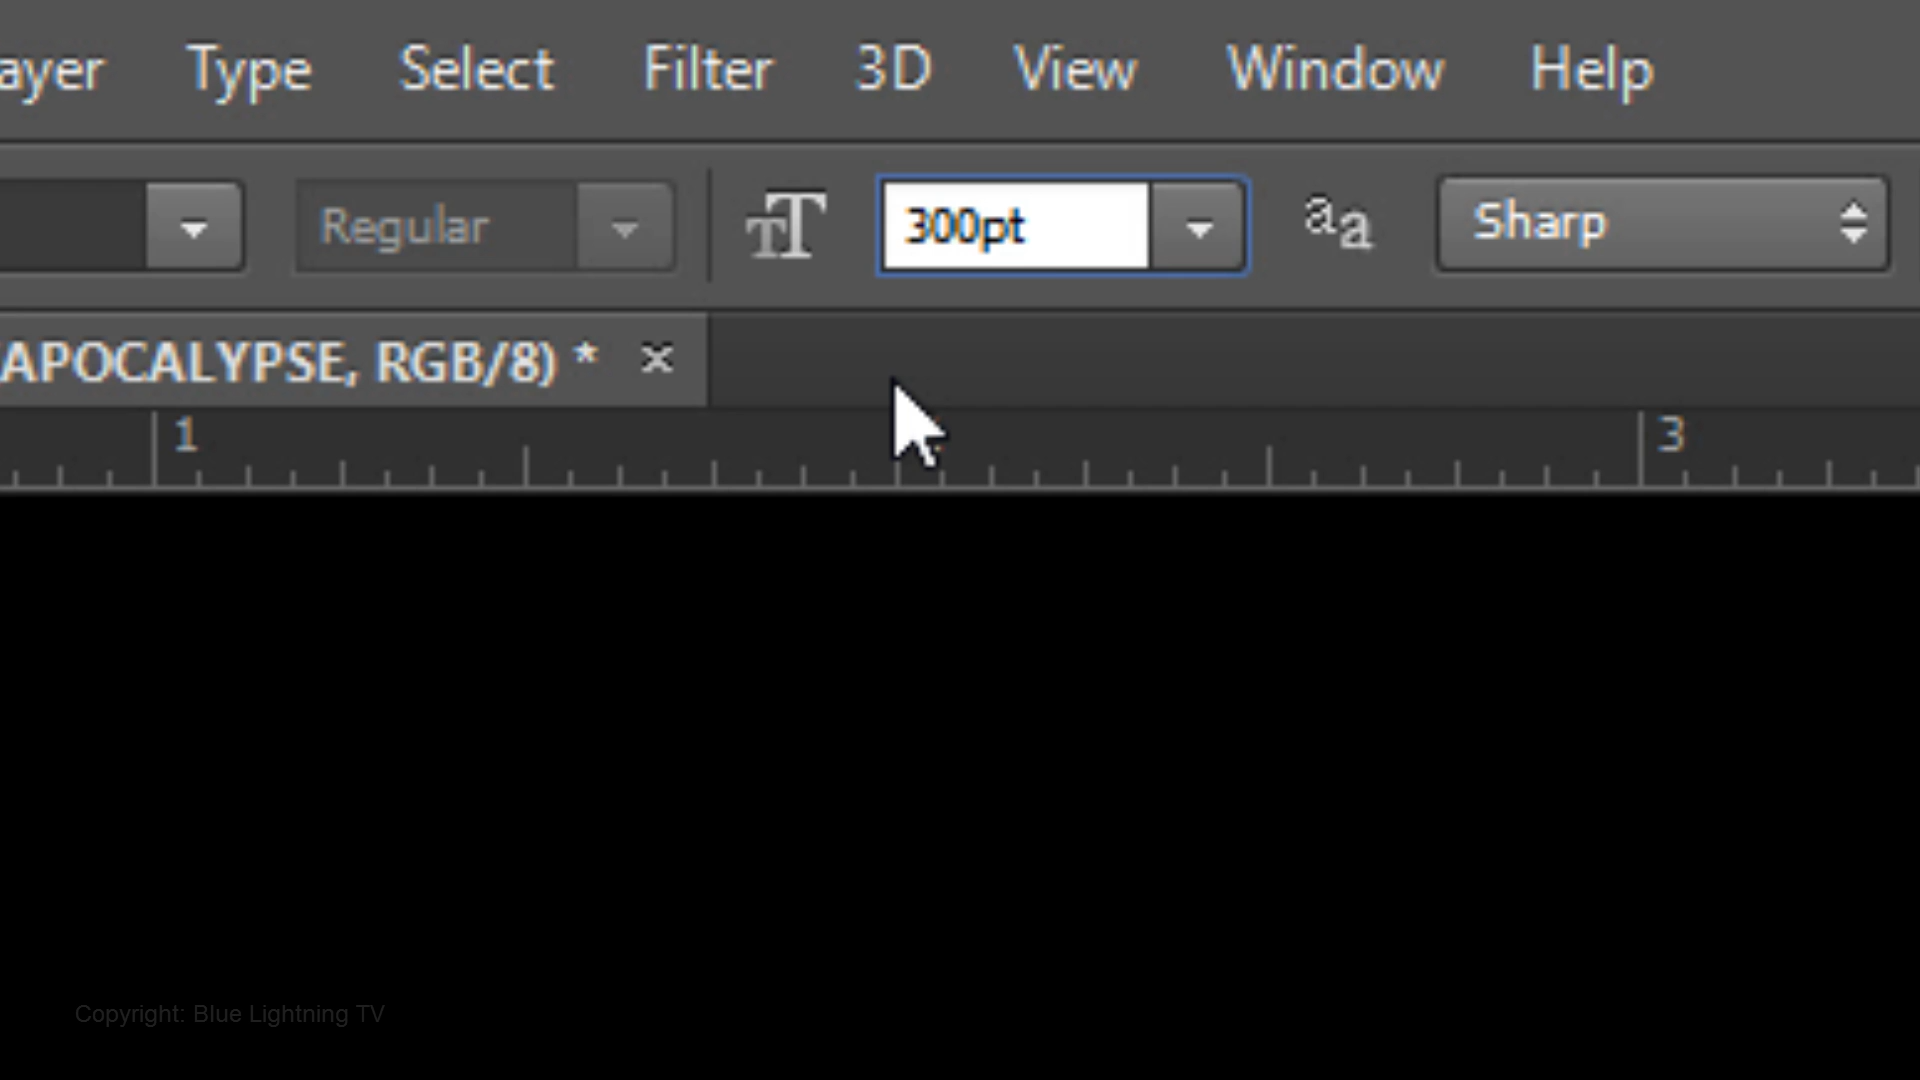 ayer Type Select Filter 3D View Window Help
Regular 300pt Sharp
APOCALYPSE, RGB/8) * ×
1 3
Copyright: Blue Lightning TV